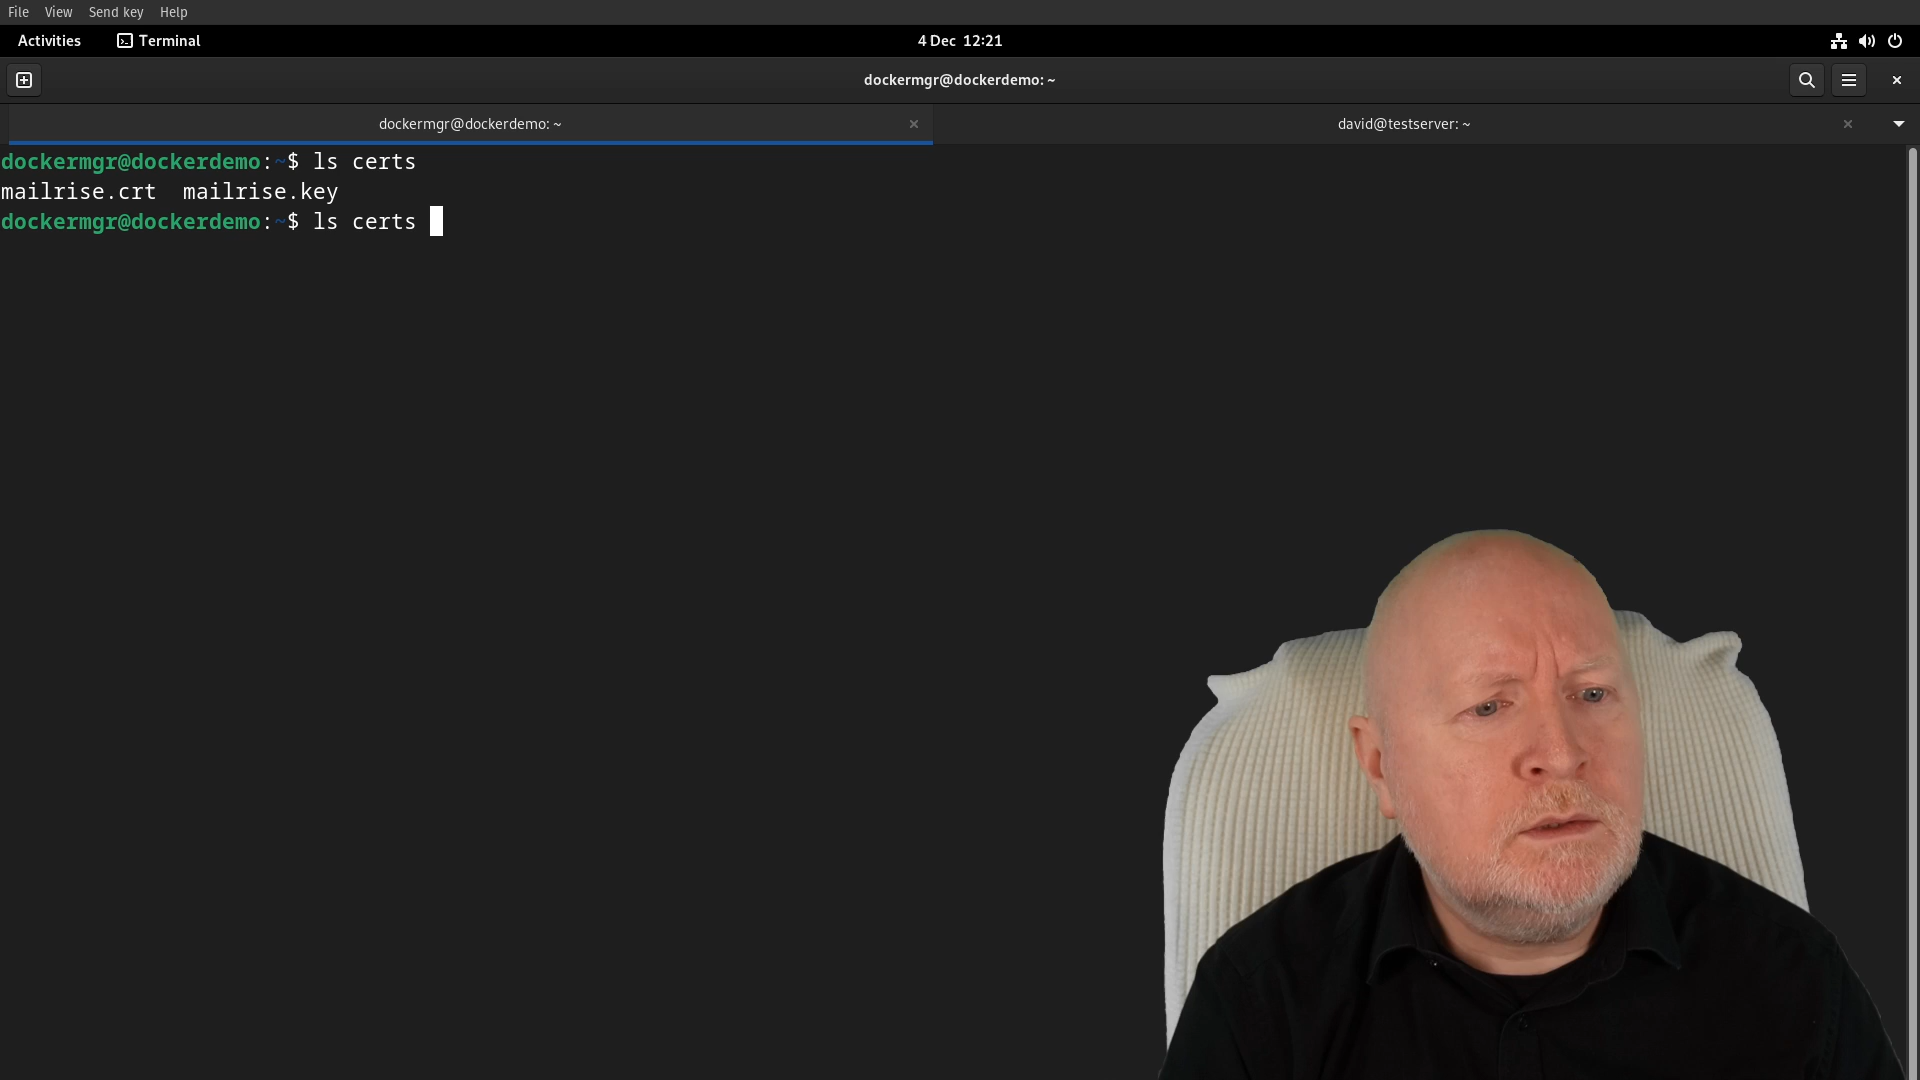 File View Send key Help
Activities Terminal 4 Dec 12:21
dockermgr@dockerdemo: ~
dockermgr@dockerdemo: ~ david@testserver: ~
dockermgr@dockerdemo:~$ ls certs
mailrise.crt mailrise.key
dockermgr@dockerdemo:~$ ls certs